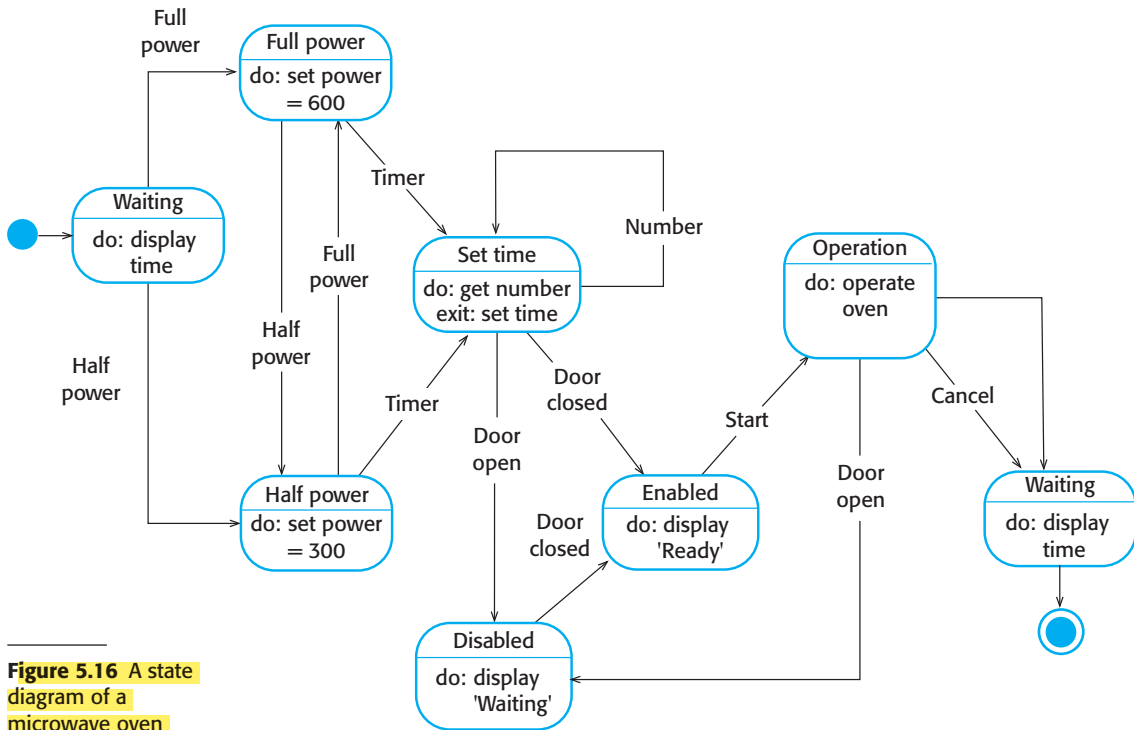 Full
power
Full power
do: set power
= 600
Timer
Waiting
do: display
time
Full
power
Number
Set time
do: get number
exit: set time
Operation
do: operate
oven
Half
power
Half
power
Timer
Door
closed
Door
open
Start
Cancel
Door
open
Half power
do: set power
= 300
Enabled
do: display
'Ready'
Door
closed
Waiting
do: display
time
Disabled
do: display
'Waiting'
Figure 5.16 A state
diagram of a
microwave oven